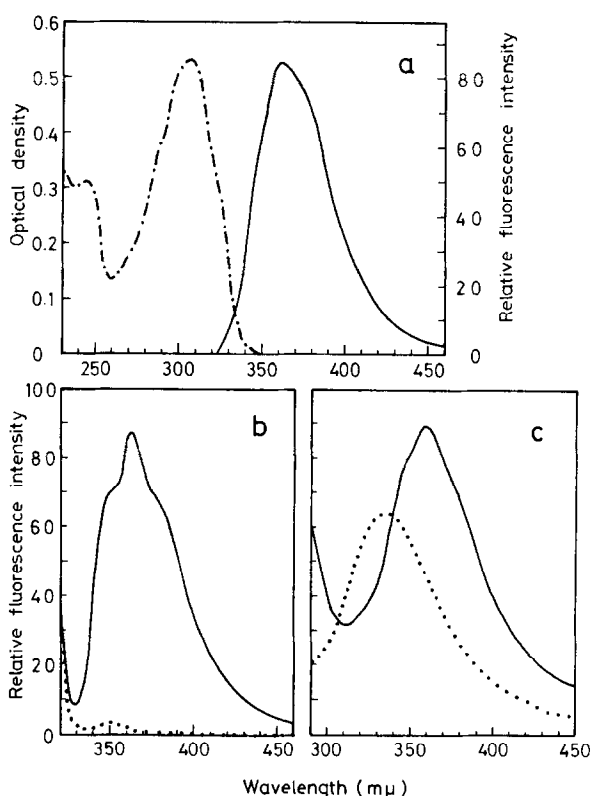 a
Optical density
0.6
0.5
0.4
0.3
0.2
0.1
0
Relative fluorescence intensity
80
60
40
20
0
250 300 350 400 450
b
Relative fluorescence intensity
100
80
60
40
20
0
350 400 450
c
290 350 400 450
Wavelength (mμ)